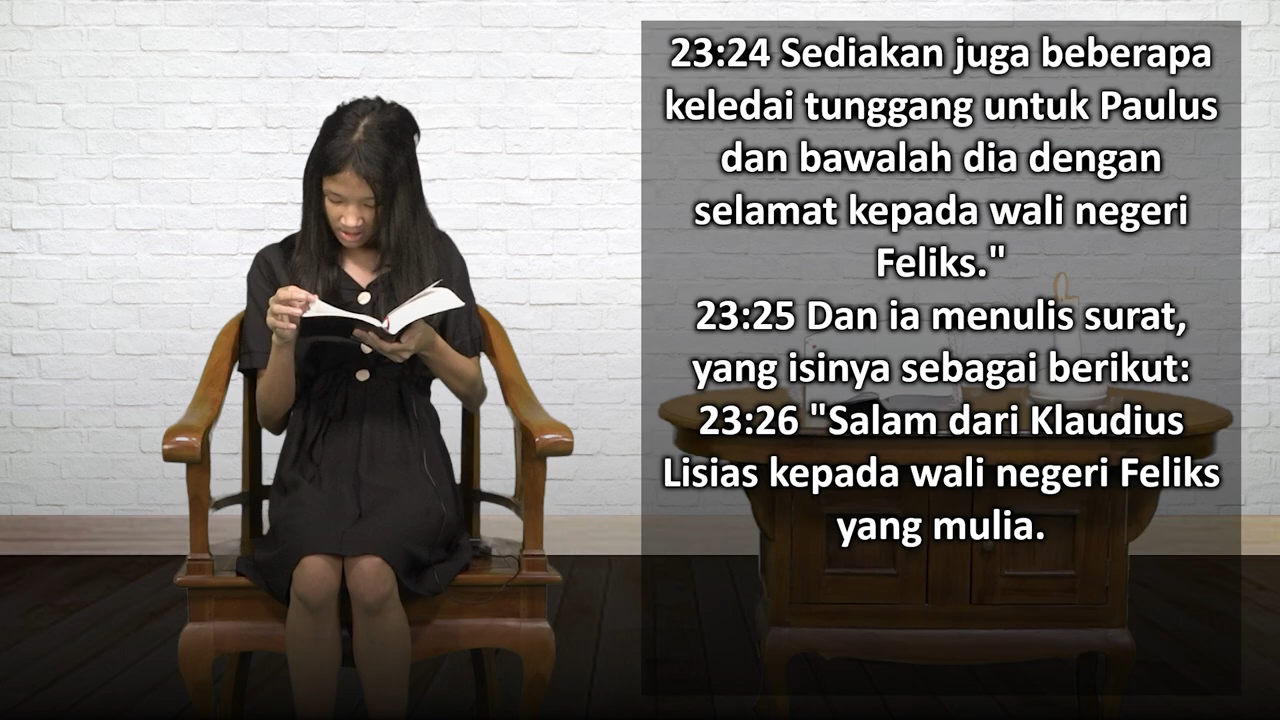 23:24 Sediakan juga beberapa
keledai tunggang untuk Paulus
dan bawalah dia dengan
selamat kepada wali negeri
Feliks."
23:25 Dan ia menulis surat,
yang isinya sebagai berikut:
23:26 "Salam dari Klaudius
Lisias kepada wali negeri Feliks
yang mulia.